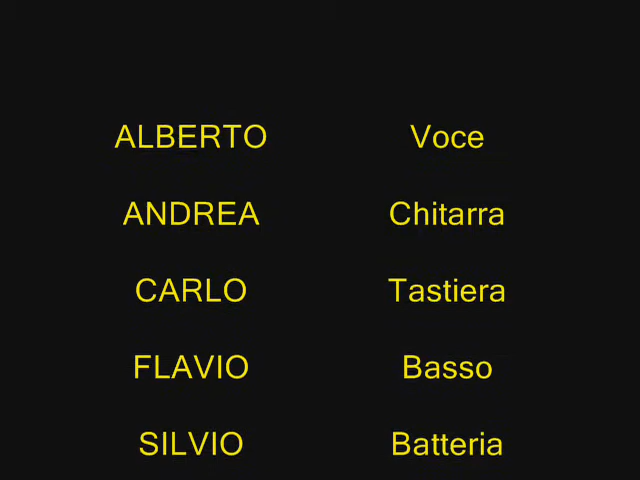 ALBERTO Voce
ANDREA Chitarra
CARLO Tastiera
FLAVIO Basso
SILVIO Batteria